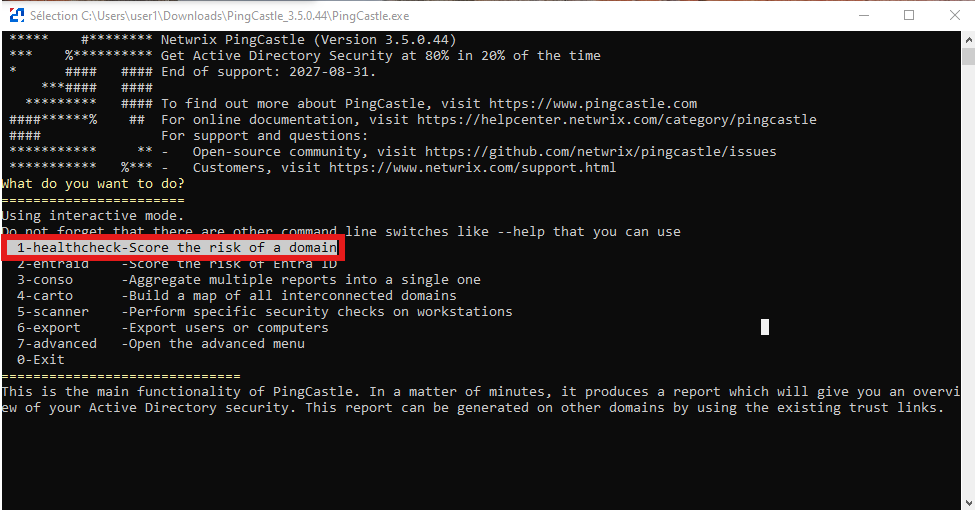 Sélection C:\Users\user1\Downloads\PingCastle_3.5.0.44\PingCastle.exe
*****    #******** Netwrix PingCastle (Version 3.5.0.44)
***    %********** Get Active Directory Security at 80% in 20% of the time
*      ####   #### End of support: 2027-08-31.
***####   ####
*********   #### To find out more about PingCastle, visit https://www.pingcastle.com
####******%    ##  For online documentation, visit https://helpcenter.netwrix.com/category/pingcastle
####               For support and questions:
***********     ** -   Open-source community, visit https://github.com/netwrix/pingcastle/issues
***********   %*** -   Customers, visit https://www.netwrix.com/support.html
What do you want to do?
=======================
Using interactive mode.
Do not forget that there are other command line switches like --help that you can use
1-healthcheck-Score the risk of a domain
2-entraid    -Score the risk of Entra ID
3-conso      -Aggregate multiple reports into a single one
4-carto      -Build a map of all interconnected domains
5-scanner    -Perform specific security checks on workstations
6-export     -Export users or computers
7-advanced   -Open the advanced menu
0-Exit
==============================
This is the main functionality of PingCastle. In a matter of minutes, it produces a report which will give you an overvi
ew of your Active Directory security. This report can be generated on other domains by using the existing trust links.